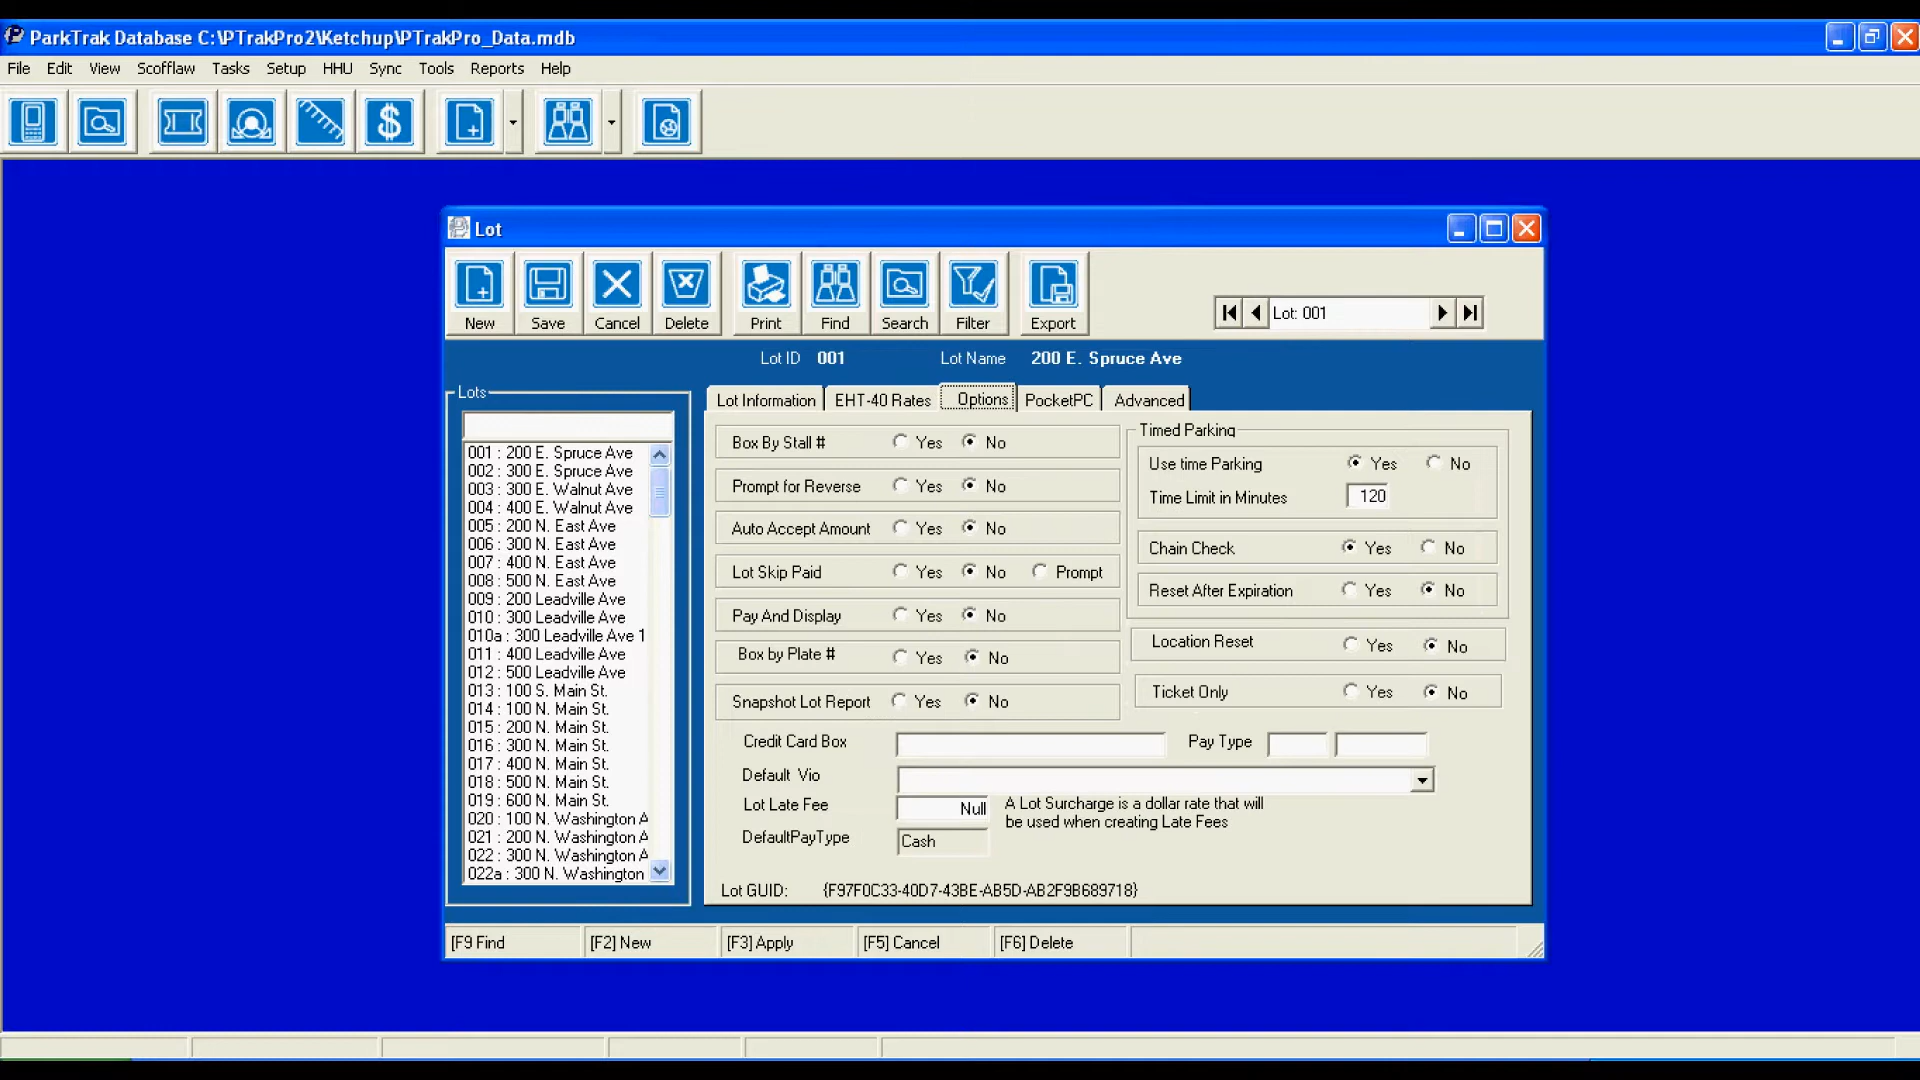 ParkTrak Database C:\PTrakPro2\Ketchup\PTrakPro_Data.mdb
File Edit View Scofflaw Tasks Setup HHU Sync Tools Reports Help
Lot
New Save Cancel Delete Print Find Search Filter Export
Lot: 001
Lot ID 001 Lot Name 200 E. Spruce Ave
Lots
001 : 200 E. Spruce Ave
002 : 300 E. Spruce Ave
003 : 300 E. Walnut Ave
004 : 400 E. Walnut Ave
005 : 200 N. East Ave
006 : 300 N. East Ave
007 : 400 N. East Ave
008 : 500 N. East Ave
009 : 200 Leadville Ave
010 : 300 Leadville Ave
010a : 300 Leadville Ave 1
011 : 400 Leadville Ave
012 : 500 Leadville Ave
013 : 100 S. Main St.
014 : 100 N. Main St.
015 : 200 N. Main St.
016 : 300 N. Main St.
017 : 400 N. Main St.
018 : 500 N. Main St.
019 : 600 N. Main St.
020 : 100 N. Washington A
021 : 200 N. Washington A
022 : 300 N. Washington A
022a : 300 N. Washington
Lot Information EHT-40 Rates Options PocketPC Advanced
Box By Stall # Yes No
Prompt for Reverse Yes No
Auto Accept Amount Yes No
Lot Skip Paid Yes No Prompt
Pay And Display Yes No
Box by Plate # Yes No
Snapshot Lot Report Yes No
Timed Parking
Use time Parking Yes No
Time Limit in Minutes 120
Chain Check Yes No
Reset After Expiration Yes No
Location Reset Yes No
Ticket Only Yes No
Credit Card Box Pay Type
Default Vio
Lot Late Fee Null A Lot Surcharge is a dollar rate that will
be used when creating Late Fees
DefaultPayType Cash
Lot GUID: {F97F0C33-40D7-43BE-AB5D-AB2F9B689718}
[F9 Find [F2] New [F3] Apply [F5] Cancel [F6] Delete